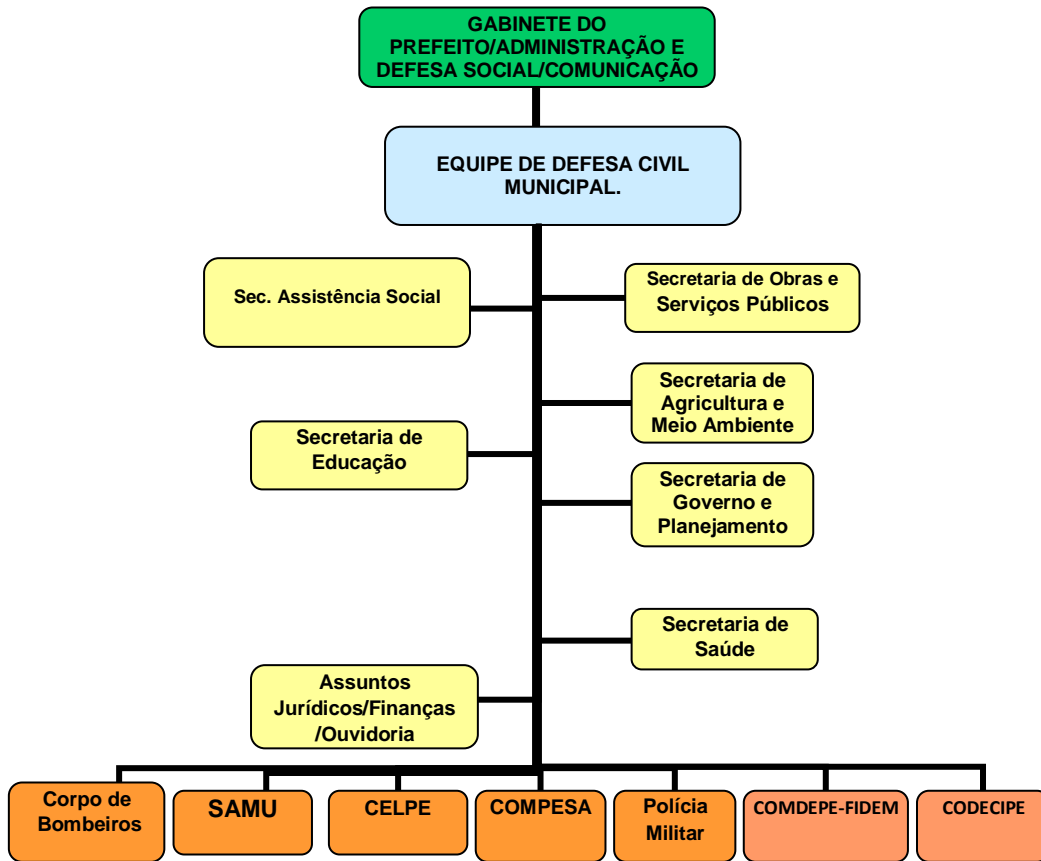 GABINETE DO
PREFEITO/ADMINISTRAÇÃO E
DEFESA SOCIAL/COMUNICAÇÃO
EQUIPE DE DEFESA CIVIL
MUNICIPAL.
Sec. Assistência Social
Secretaria de Obras e
Serviços Públicos
Secretaria de
Agricultura e
Meio Ambiente
Secretaria de
Educação
Secretaria de
Governo e
Planejamento
Secretaria de
Saúde
Assuntos
Jurídicos/Finanças
/Ouvidoria
Corpo de
Bombeiros
SAMU
CELPE
COMPESA
Polícia
Militar
COMDEPE-FIDEM
CODECIPE